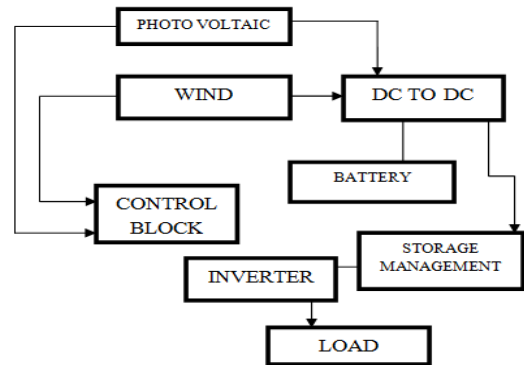 PHOTO VOLTAIC
WIND
DC TO DC
BATTERY
CONTROL
BLOCK
STORAGE
MANAGEMENT
INVERTER
LOAD